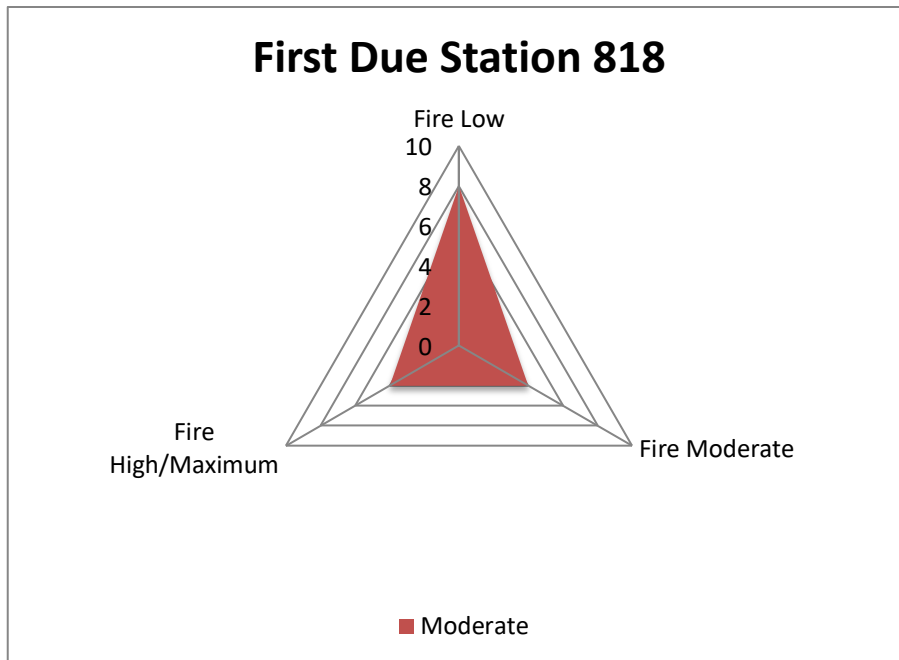 First Due Station 818
Fire Low
10
8
6
4
2
0
Fire
High/Maximum
Fire Moderate
Moderate